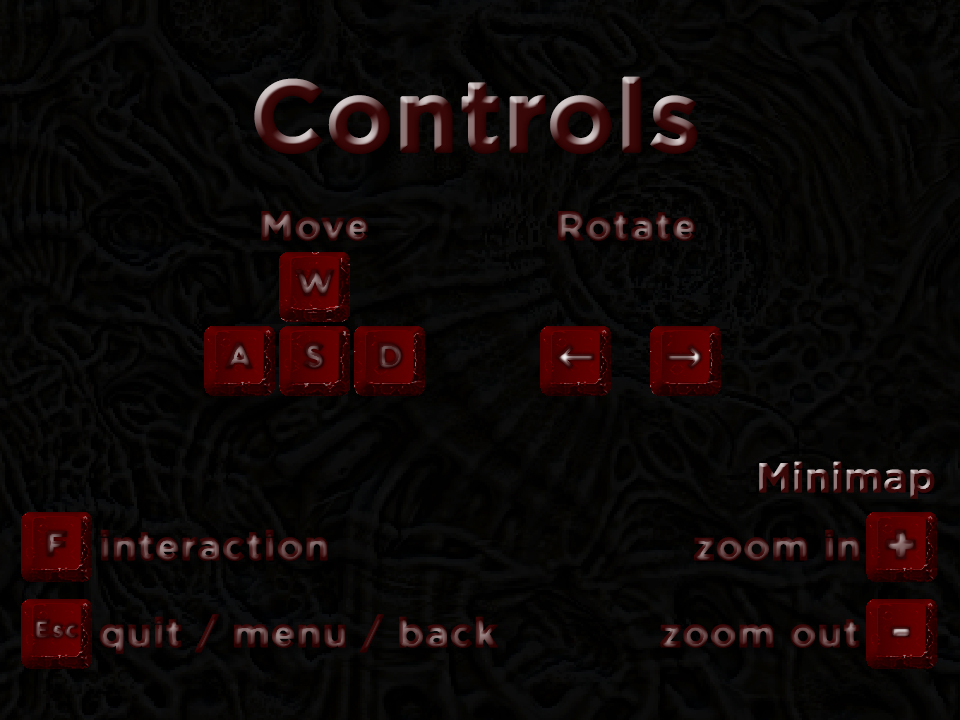 Controls
Move
Rotate
W
A S D
← →
Minimap
F interaction
zoom in +
Esc quit / menu / back
zoom out -